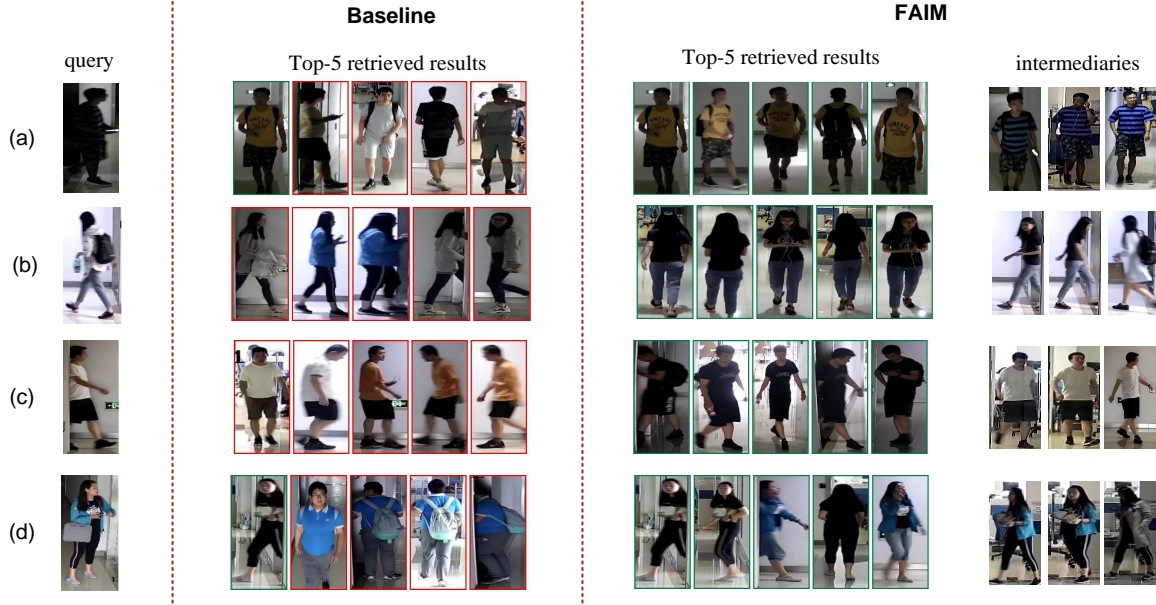 Baseline
FAIM
query
Top-5 retrieved results
Top-5 retrieved results
intermediaries
(a)
(b)
(c)
(d)